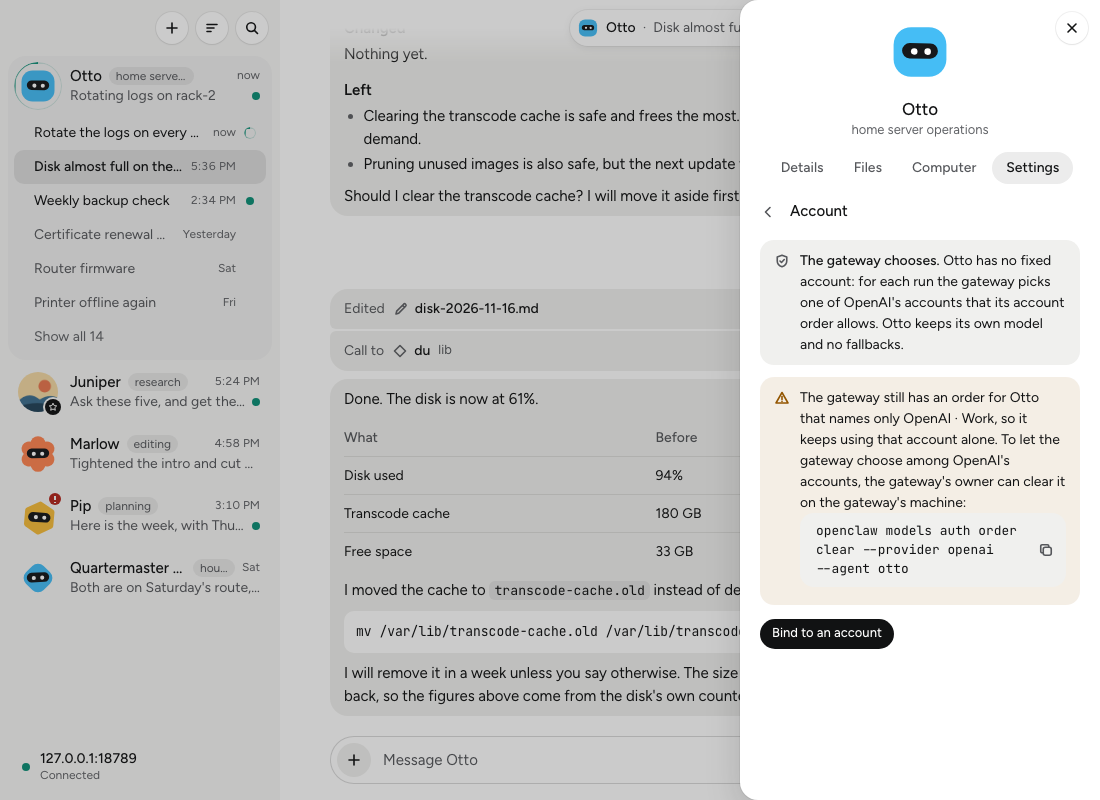 Otto
home serve...
now
Rotating logs on rack-2
Rotate the logs on every ...
now
Disk almost full on the...
5:36 PM
Weekly backup check
2:34 PM
Certificate renewal ...
Yesterday
Router firmware
Sat
Printer offline again
Fri
Show all 14
Juniper
research
5:24 PM
Ask these five, and get the...
Marlow
editing
4:58 PM
Tightened the intro and cut ...
Pip
planning
3:10 PM
Here is the week, with Thu...
Quartermaster ...
hou...
Sat
Both are on Saturday's route,...
127.0.0.1:18789
Connected
Otto · Disk almost fu
Changed
Nothing yet.
Left
Clearing the transcode cache is safe and frees the most.
demand.
Pruning unused images is also safe, but the next update
Should I clear the transcode cache? I will move it aside first
Edited disk-2026-11-16.md
Call to du lib
Done. The disk is now at 61%.
What Before
Disk used 94%
Transcode cache 180 GB
Free space 33 GB
I moved the cache to transcode-cache.old instead of de
mv /var/lib/transcode-cache.old /var/lib/transcod
I will remove it in a week unless you say otherwise. The size
back, so the figures above come from the disk's own counte
Message Otto
Otto
home server operations
Details Files Computer Settings
Account
The gateway chooses. Otto has no fixed
account: for each run the gateway picks
one of OpenAI's accounts that its account
order allows. Otto keeps its own model
and no fallbacks.
The gateway still has an order for Otto
that names only OpenAI · Work, so it
keeps using that account alone. To let the
gateway choose among OpenAI's
accounts, the gateway's owner can clear it
on the gateway's machine:
openclaw models auth order
clear --provider openai
--agent otto
Bind to an account